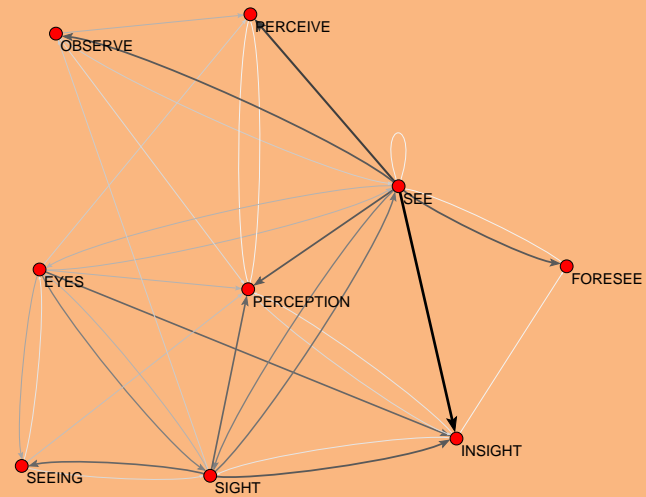 PERCEIVE
OBSERVE
SEE
FORESEE
EYES
PERCEPTION
INSIGHT
SEEING
SIGHT